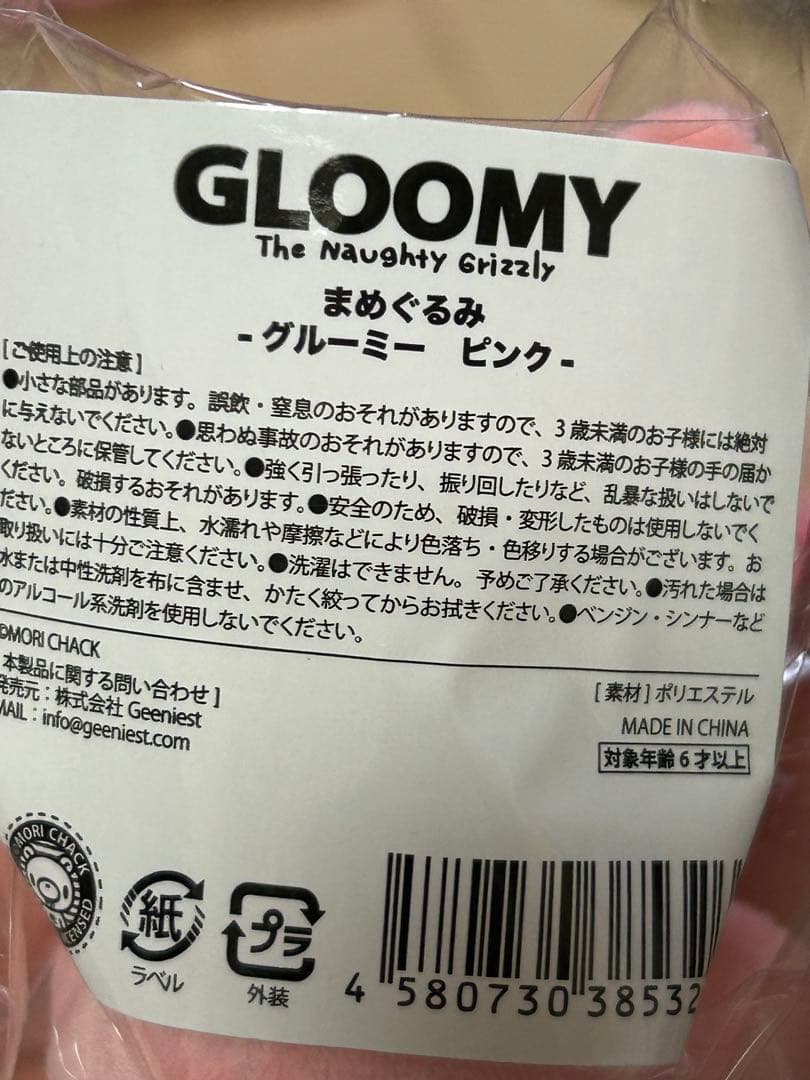 GLOOMY
The Naughty Grizzly
まめぐるみ
-グルーミー ピンク-
[ご使用上の注意]
●小さな部品があります。誤飲・窒息のおそれがありますので、3歳未満のお子様には絶対
に与えないでください。●思わぬ事故のおそれがありますので、3歳未満のお子様の手の届か
ないところに保管してください。●強く引っ張ったり、振り回したりなど、乱暴な扱いはしないで
ください。破損するおそれがあります。●安全のため、破損・変形したものは使用しないでく
ださい。●素材の性質上、水濡れや摩擦などにより色落ち・色移りする場合がございます。お
取り扱いには十分ご注意ください。●洗濯はできません。予めご了承ください。●汚れた場合は
水または中性洗剤を布に含ませ、かたく絞ってからお拭きください。●ベンジン・シンナーなど
のアルコール系洗剤を使用しないでください。
©MORI CHACK
本製品に関する問い合わせ]
発売元:株式会社 Geeniest
MAIL:info@geeniest.com
[素材]ポリエステル
MADE IN CHINA
対象年齢6才以上
MORI CHACK
紙
ラベル
プラ
外装
4 580730 38532